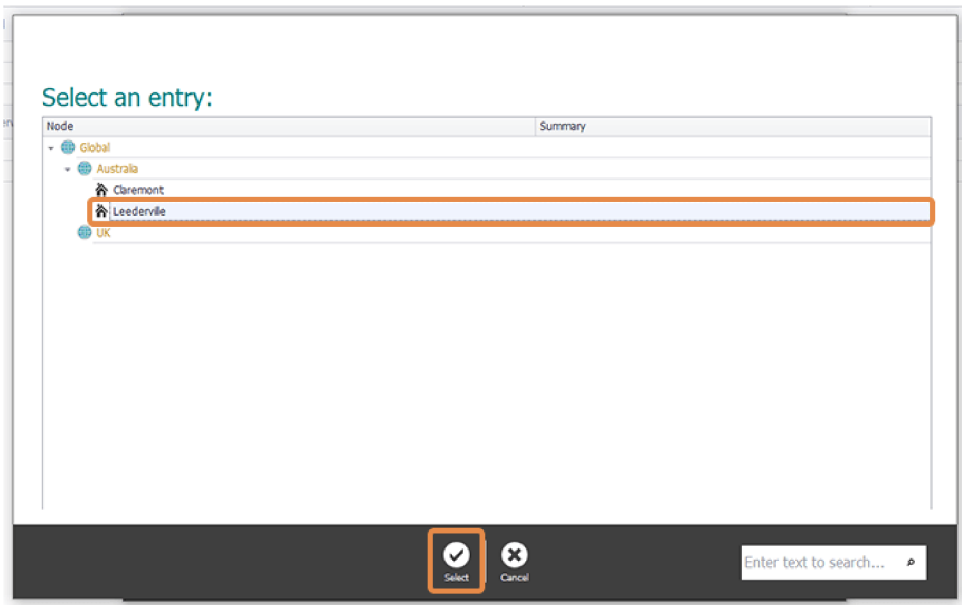 Select an entry:
Node Summary
Global
Australia
Claremont
Leederville
UK
Select Cancel Enter text to search...